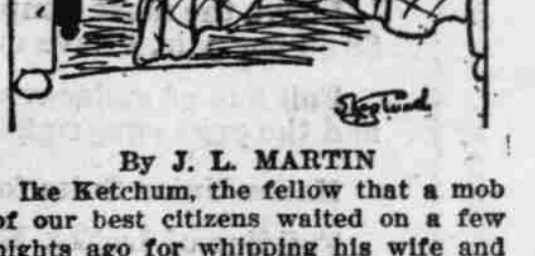 By J. L. MARTIN
Ike Ketchum, the fellow that a mob
of our best citizens waited on a few
nights ago for whipping his wife and